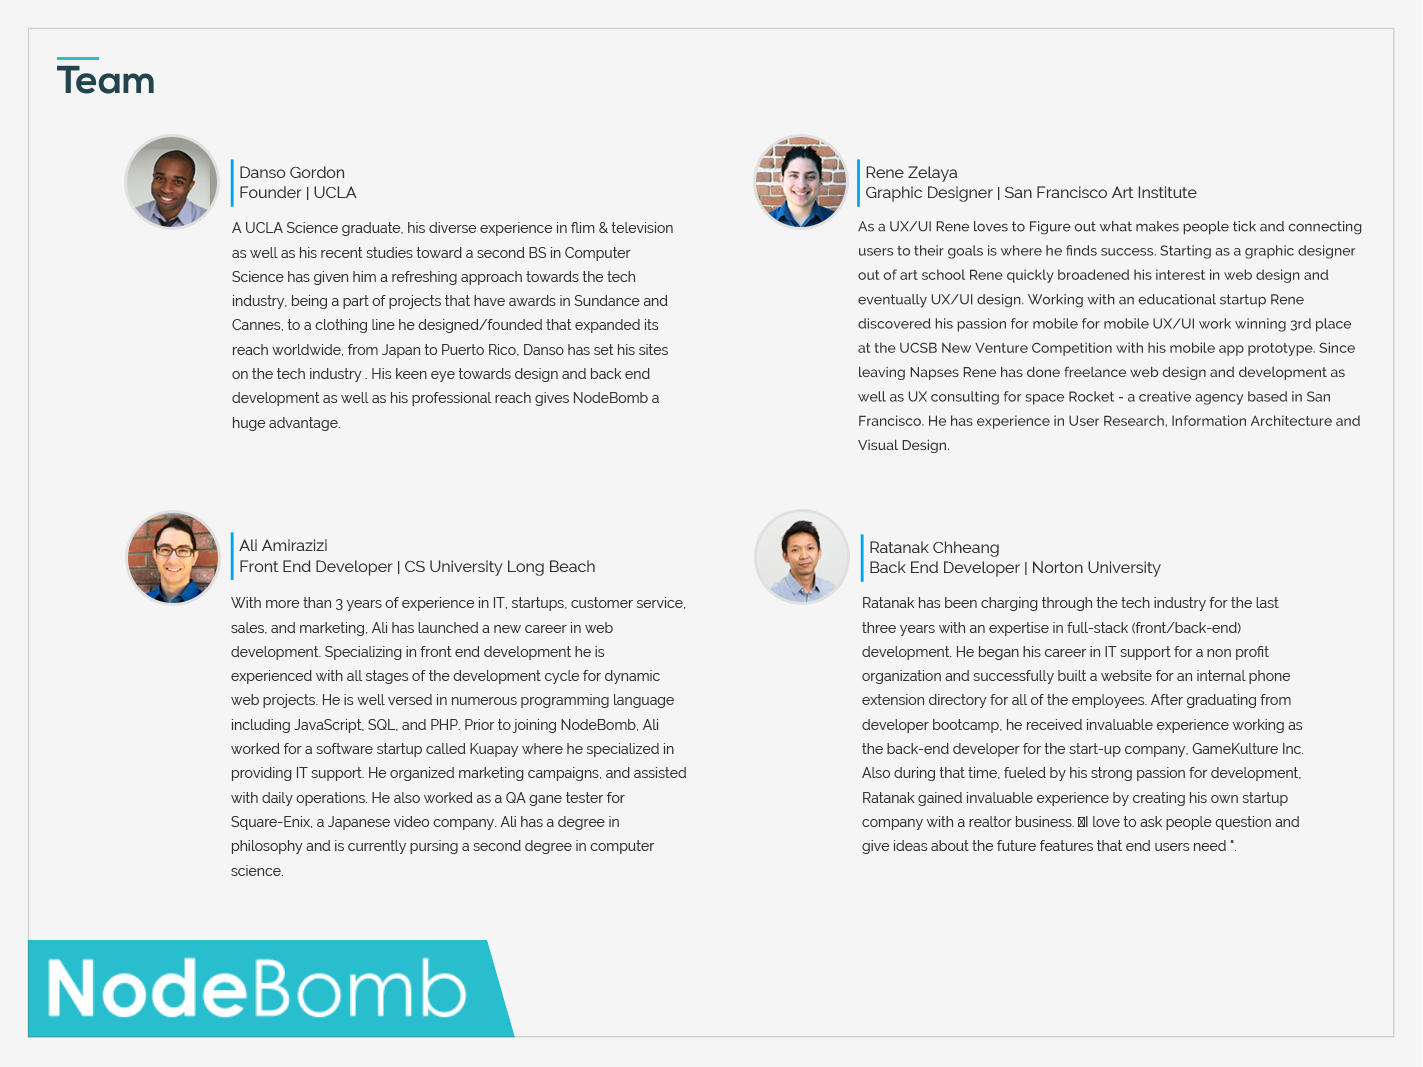 Team
Danso Gordon
Founder | UCLA
A UCLA Science graduate, his diverse experience in flim & television
as well as his recent studies toward a second BS in Computer
Science has given him a refreshing approach towards the tech
industry, being a part of projects that have awards in Sundance and
Cannes, to a clothing line he designed/founded that expanded its
reach worldwide, from Japan to Puerto Rico, Danso has set his sites
on the tech industry . His keen eye towards design and back end
development as well as his professional reach gives NodeBomb a
huge advantage.
Rene Zelaya
Graphic Designer | San Francisco Art Institute
As a UX/UI Rene loves to Figure out what makes people tick and connecting
users to their goals is where he finds success. Starting as a graphic designer
out of art school Rene quickly broadened his interest in web design and
eventually UX/UI design. Working with an educational startup Rene
discovered his passion for mobile for mobile UX/UI work winning 3rd place
at the UCSB New Venture Competition with his mobile app prototype. Since
leaving Napses Rene has done freelance web design and development as
well as UX consulting for space Rocket - a creative agency based in San
Francisco. He has experience in User Research, Information Architecture and
Visual Design.
Ali Amirazizi
Front End Developer | CS University Long Beach
With more than 3 years of experience in IT, startups, customer service,
sales, and marketing, Ali has launched a new career in web
development. Specializing in front end development he is
experienced with all stages of the development cycle for dynamic
web projects. He is well versed in numerous programming language
including JavaScript, SQL, and PHP. Prior to joining NodeBomb, Ali
worked for a software startup called Kuapay where he specialized in
providing IT support. He organized marketing campaigns, and assisted
with daily operations. He also worked as a QA gane tester for
Square-Enix, a Japanese video company. Ali has a degree in
philosophy and is currently pursing a second degree in computer
science.
Ratanak Chheang
Back End Developer | Norton University
Ratanak has been charging through the tech industry for the last
three years with an expertise in full-stack (front/back-end)
development. He began his career in IT support for a non profit
organization and successfully built a website for an internal phone
extension directory for all of the employees. After graduating from
developer bootcamp, he received invaluable experience working as
the back-end developer for the start-up company, GameKulture Inc.
Also during that time, fueled by his strong passion for development,
Ratanak gained invaluable experience by creating his own startup
company with a realtor business. I love to ask people question and
give ideas about the future features that end users need ".
NodeBomb